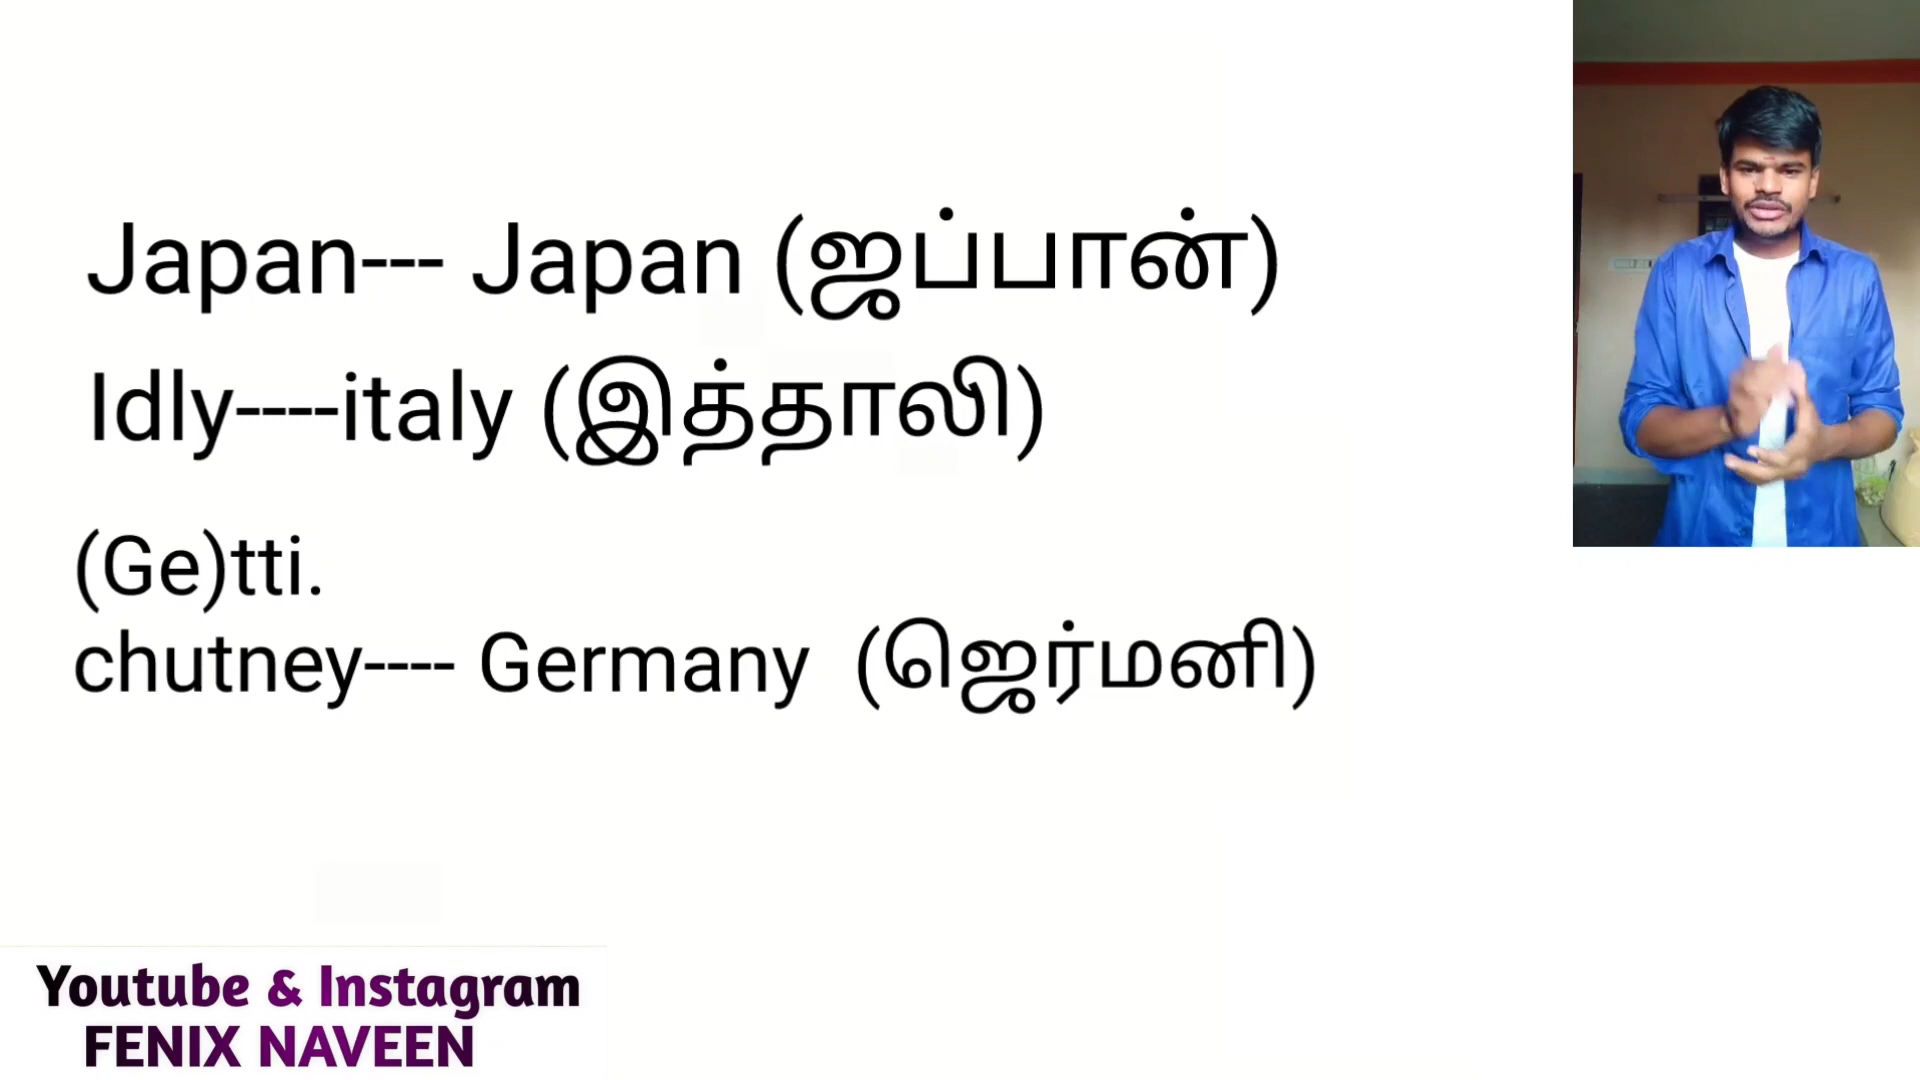 Japan--- Japan (ஜப்பான்)
Idly----italy (இத்தாலி)
(Ge)tti.
chutney---- Germany (ஜெர்மனி)
Youtube & Instagram
FENIX NAVEEN